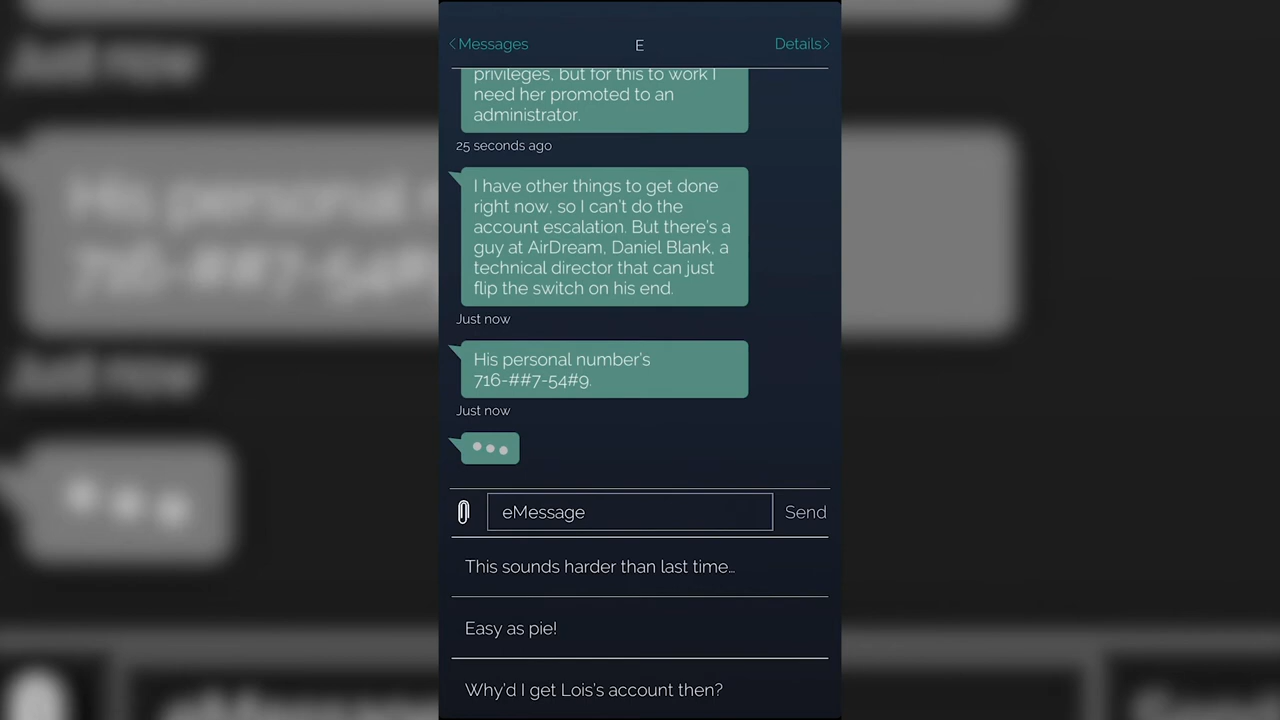 Messages
E
Details
privileges, but for this to work I
need her promoted to an
administrator.
25 seconds ago
I have other things to get done
right now, so I can't do the
account escalation. But there's a
guy at AirDream, Daniel Blank, a
technical director that can just
flip the switch on his end.
Just now
His personal number's
716-##7-54#9.
Just now
eMessage
Send
This sounds harder than last time…
Easy as pie!
Why'd I get Lois's account then?